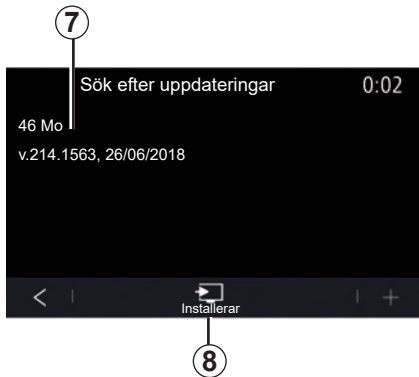 7
Sök efter uppdateringar 0:02
46 Mo
v.214.1563, 26/06/2018
Installerar
8